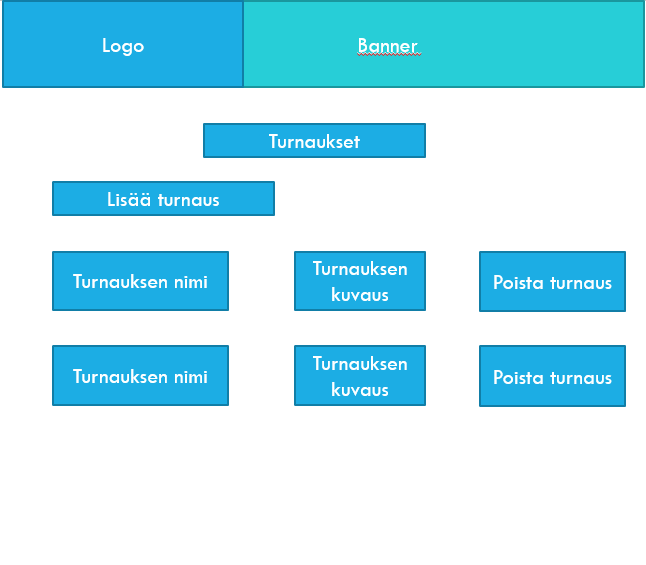 Logo
Banner
Turnaukset
Lisää turnaus
Turnauksen nimi
Turnauksen
kuvaus
Poista turnaus
Turnauksen nimi
Turnauksen
kuvaus
Poista turnaus